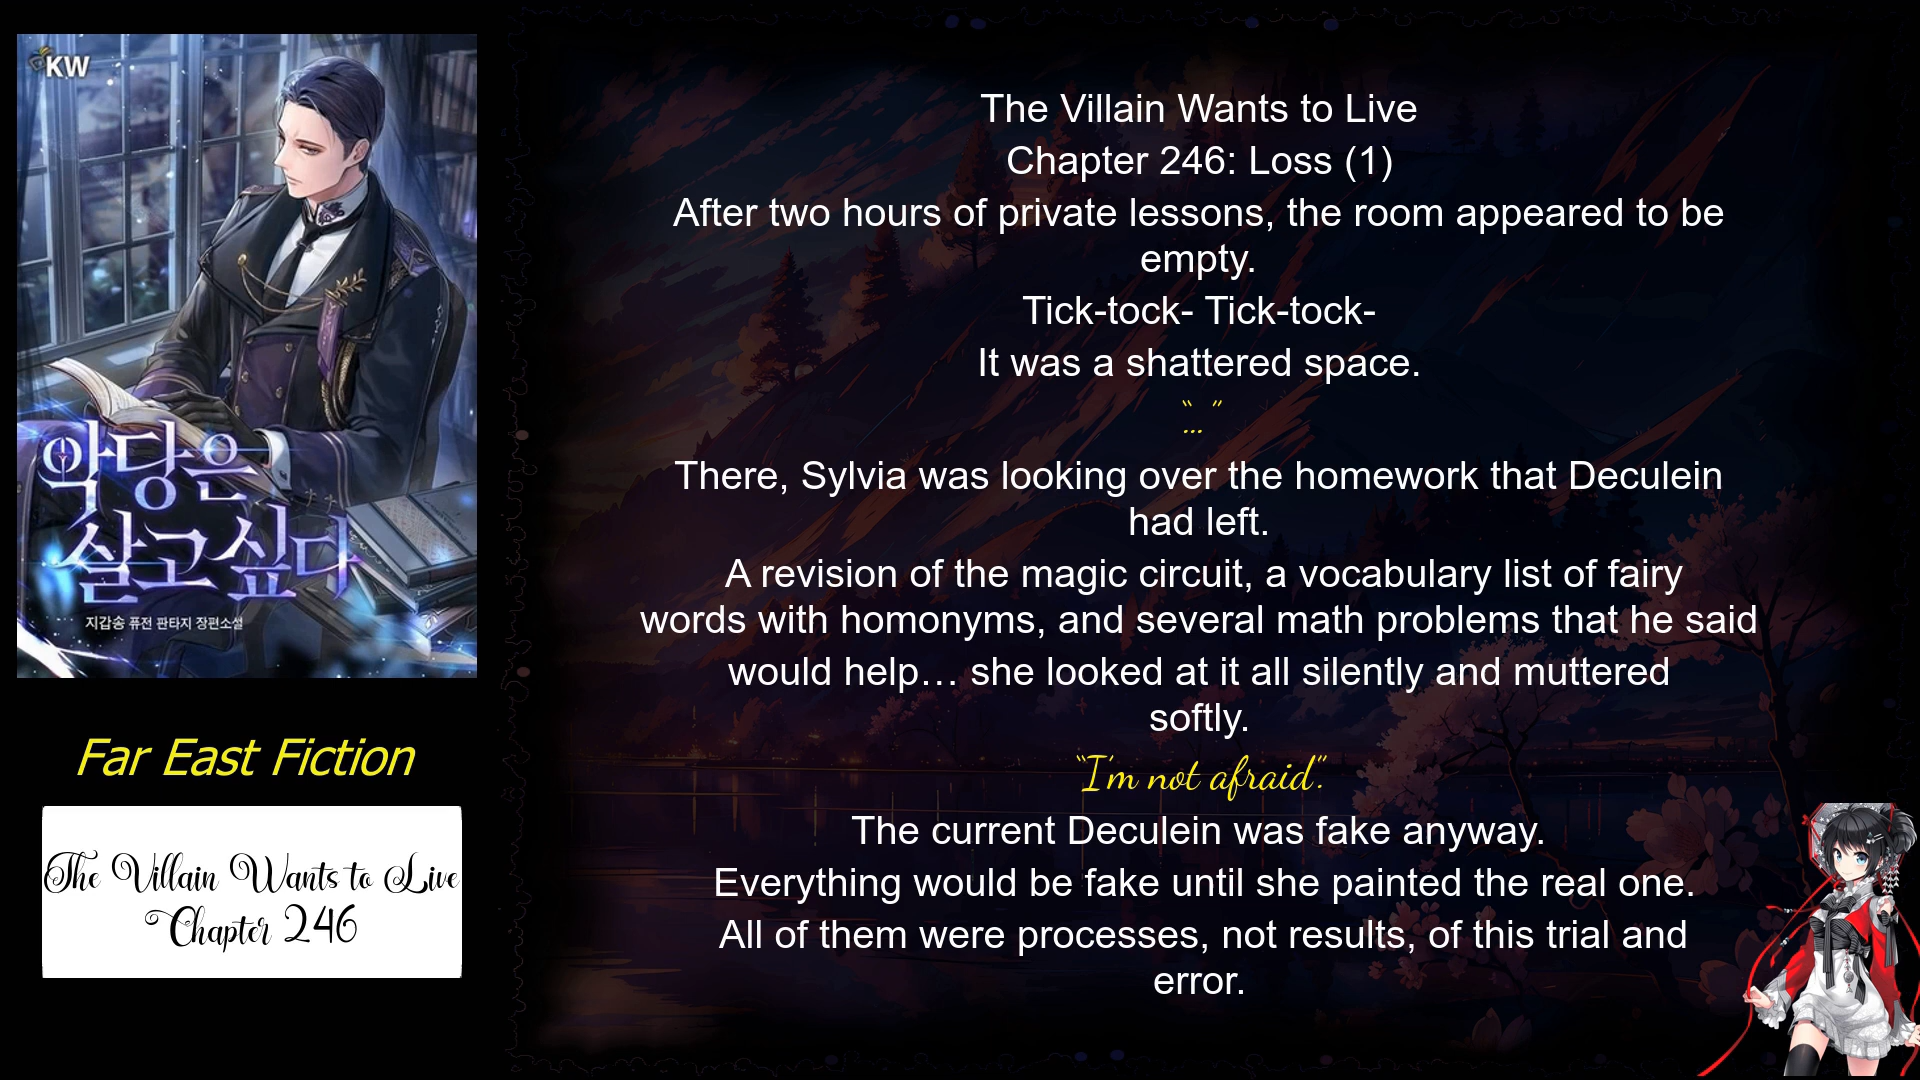 KW
악당은
살고싶다
지갑송 퓨전 판타지 장편소설
Far East Fiction
The Villain Wants to Live
Chapter 246
The Villain Wants to Live
Chapter 246: Loss (1)
After two hours of private lessons, the room appeared to be
empty.
Tick-tock- Tick-tock-
It was a shattered space.
“…”
There, Sylvia was looking over the homework that Deculein
had left.
A revision of the magic circuit, a vocabulary list of fairy
words with homonyms, and several math problems that he said
would help… she looked at it all silently and muttered
softly.
“I’m not afraid”.
The current Deculein was fake anyway.
Everything would be fake until she painted the real one.
All of them were processes, not results, of this trial and
error.